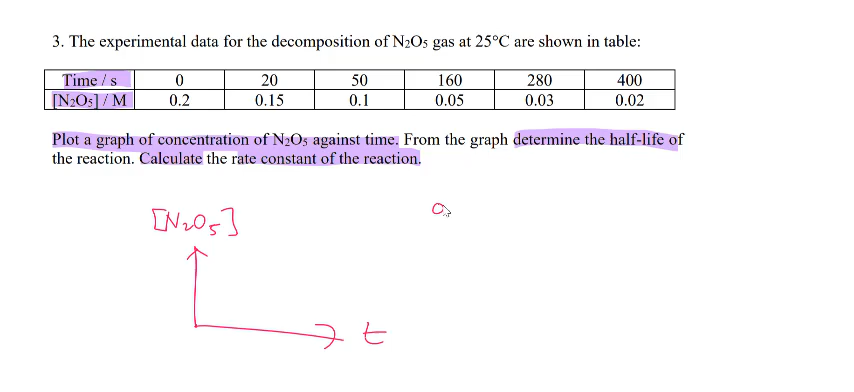 3. The experimental data for the decomposition of N₂O₅ gas at 25°C are shown in table:
Time / s 0 20 50 160 280 400
[N₂O₅] / M 0.2 0.15 0.1 0.05 0.03 0.02
Plot a graph of concentration of N₂O₅ against time. From the graph determine the half-life of
the reaction. Calculate the rate constant of the reaction.
[N₂O₅]
t